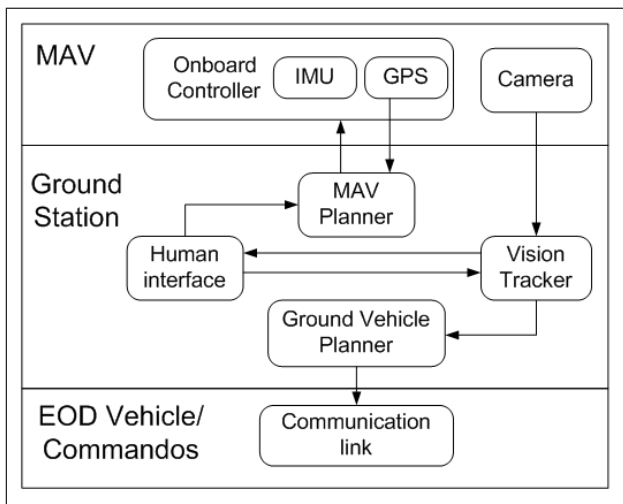 MAV
Onboard
Controller
IMU
GPS
Camera
Ground
Station
MAV
Planner
Human
interface
Vision
Tracker
Ground Vehicle
Planner
EOD Vehicle/
Commandos
Communication
link